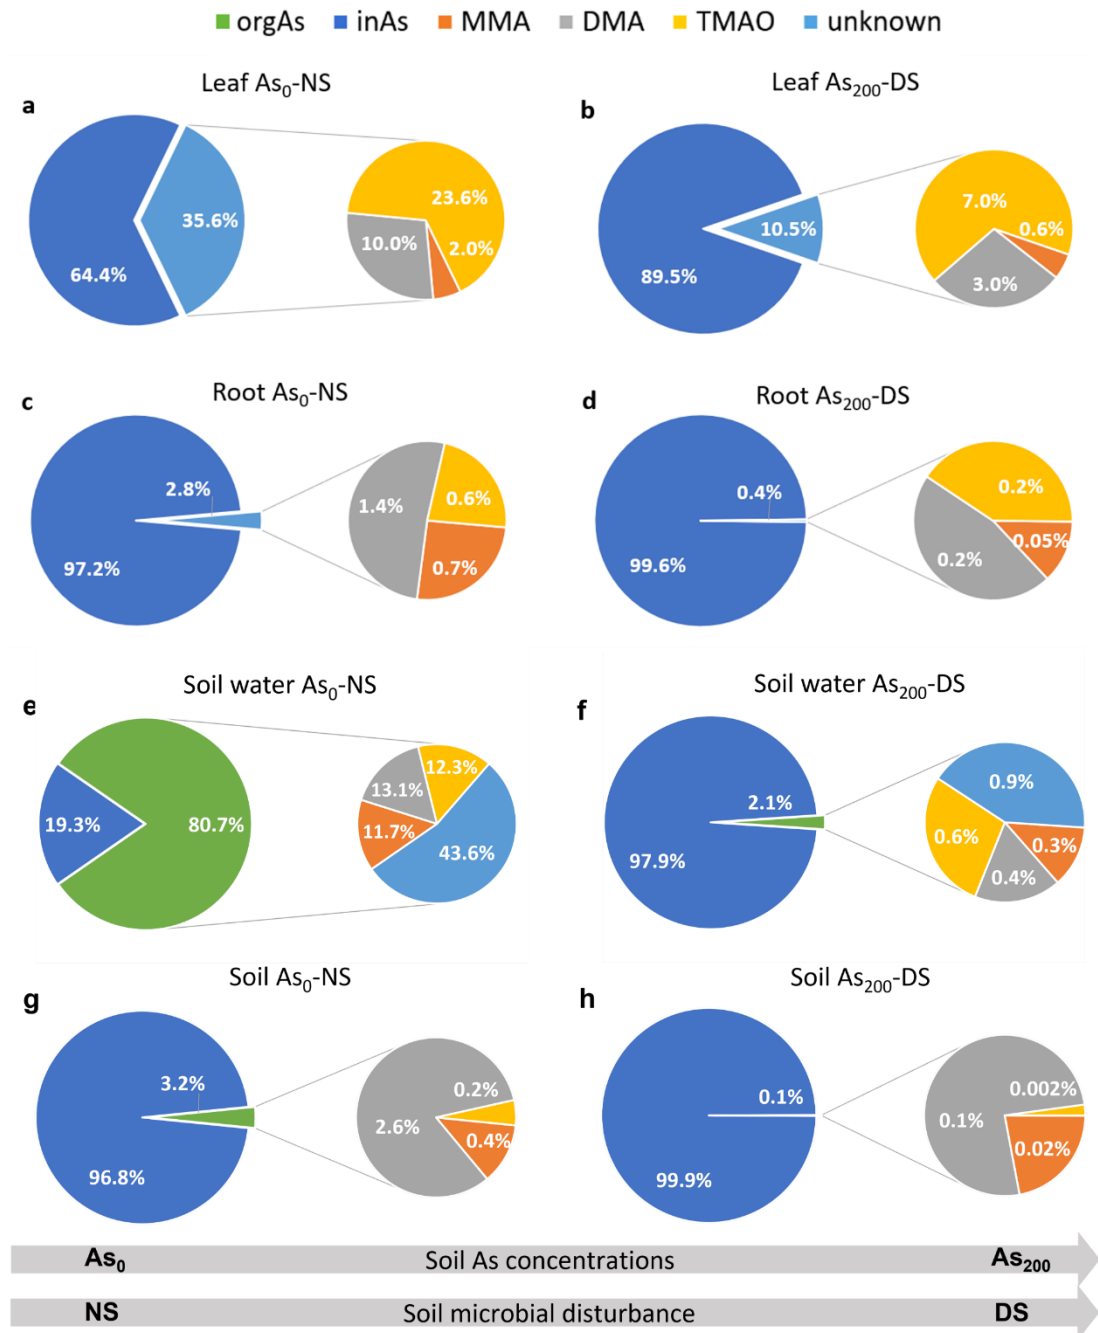 orgAs inAs MMA DMA TMAO unknown
Leaf As0-NS
Leaf As200-DS
a
b
64.4%
35.6%
23.6%
10.0%
2.0%
89.5%
10.5%
7.0%
0.6%
3.0%
Root As0-NS
Root As200-DS
c
d
2.8%
97.2%
1.4%
0.6%
0.7%
0.4%
99.6%
0.2%
0.05%
0.2%
Soil water As0-NS
Soil water As200-DS
e
f
19.3%
80.7%
12.3%
13.1%
11.7%
43.6%
2.1%
97.9%
0.9%
0.6%
0.3%
0.4%
Soil As0-NS
Soil As200-DS
g
h
3.2%
96.8%
0.2%
2.6%
0.4%
0.1%
99.9%
0.002%
0.1%
0.02%
As0 Soil As concentrations As200
NS Soil microbial disturbance DS